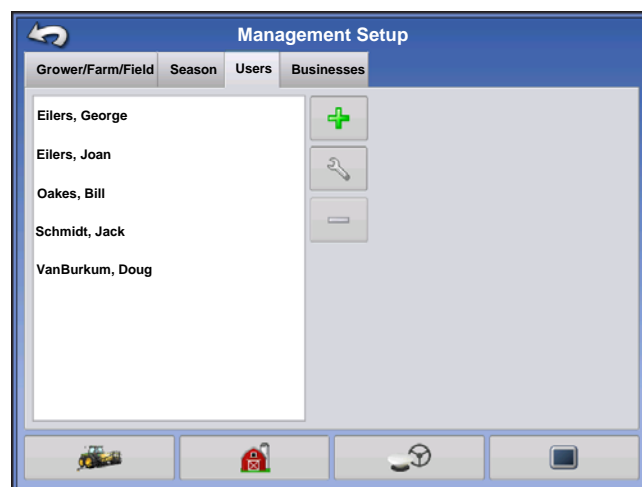 Management Setup
Grower/Farm/Field Season Users Businesses
Eilers, George
Eilers, Joan
Oakes, Bill
Schmidt, Jack
VanBurkum, Doug